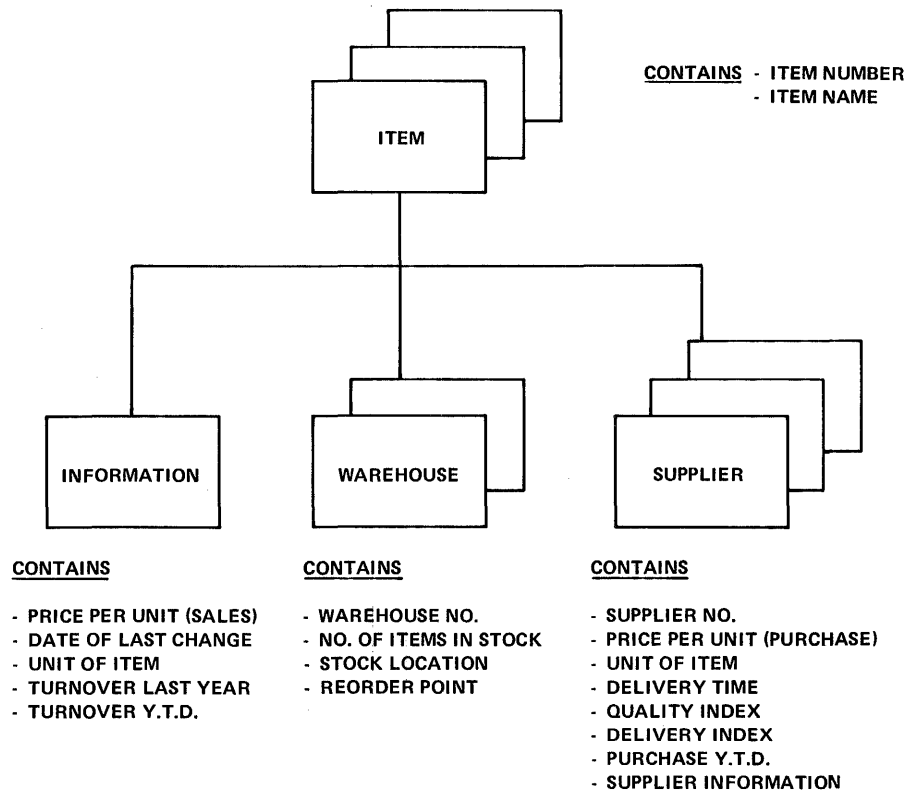 CONTAINS - ITEM NUMBER
- ITEM NAME
ITEM
INFORMATION
WAREHOUSE
SUPPLIER
CONTAINS
- PRICE PER UNIT (SALES)
- DATE OF LAST CHANGE
- UNIT OF ITEM
- TURNOVER LAST YEAR
- TURNOVER Y.T.D.
CONTAINS
- WAREHOUSE NO.
- NO. OF ITEMS IN STOCK
- STOCK LOCATION
- REORDER POINT
CONTAINS
- SUPPLIER NO.
- PRICE PER UNIT (PURCHASE)
- UNIT OF ITEM
- DELIVERY TIME
- QUALITY INDEX
- DELIVERY INDEX
- PURCHASE Y.T.D.
- SUPPLIER INFORMATION